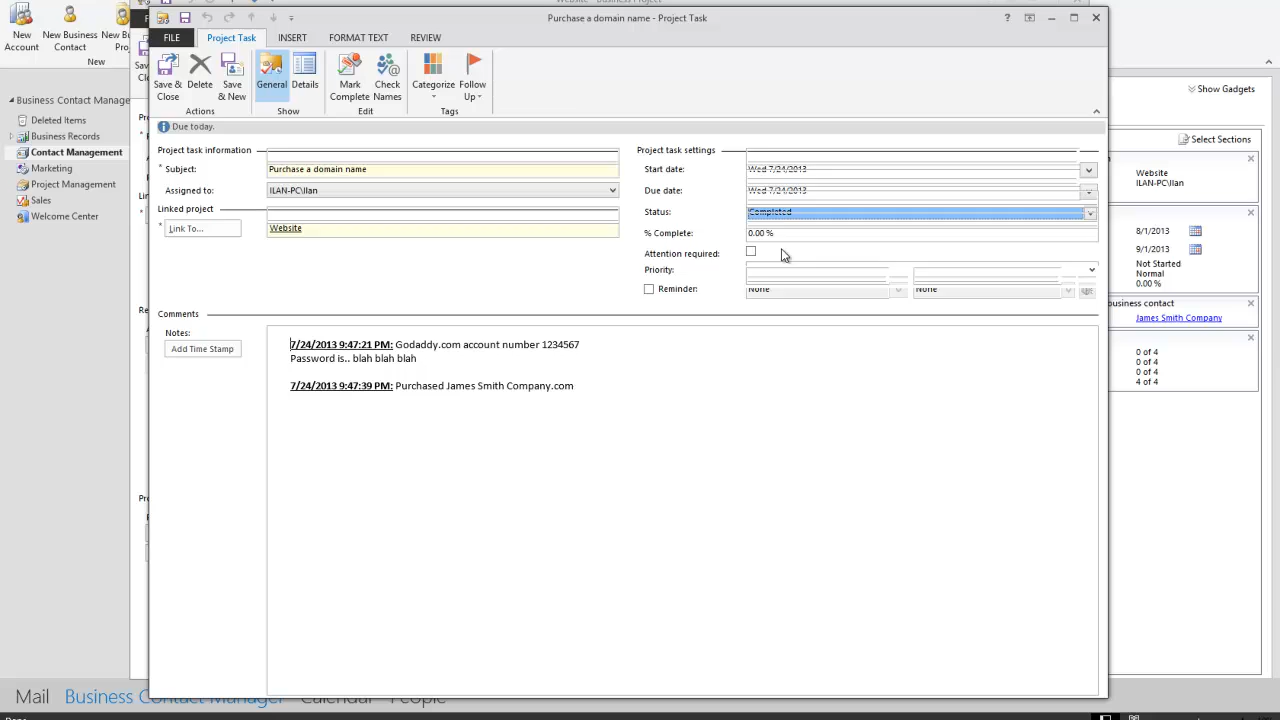 Website - Business Project
Purchase a domain name - Project Task
FILE
Project Task
INSERT
FORMAT TEXT
REVIEW
New Account
New Business Contact
New
Save & Close
Delete
Save & New
General
Details
Mark Complete
Check Names
Categorize
Follow Up
Actions
Show
Edit
Tags
Due today.
Project task information
* Subject:
Purchase a domain name
Assigned to:
ILAN-PC\Ilan
Linked project
* Link To...
Website
Project task settings
Start date:
Wed 7/24/2013
Due date:
Wed 7/24/2013
Status:
Completed
% Complete:
0.00 %
Attention required:
Priority:
Reminder:
None
None
Comments
Notes:
Add Time Stamp
7/24/2013 9:47:21 PM: Godaddy.com account number 1234567
Password is.. blah blah blah
7/24/2013 9:47:39 PM: Purchased James Smith Company.com
Business Contact Manage
Deleted Items
Business Records
Contact Management
Marketing
Project Management
Sales
Welcome Center
Show Gadgets
Select Sections
Website
ILAN-PC\Ilan
8/1/2013
9/1/2013
Not Started
Normal
0.00 %
business contact
James Smith Company
0 of 4
0 of 4
0 of 4
4 of 4
Mail
Business Contact Manager
Calendar
People